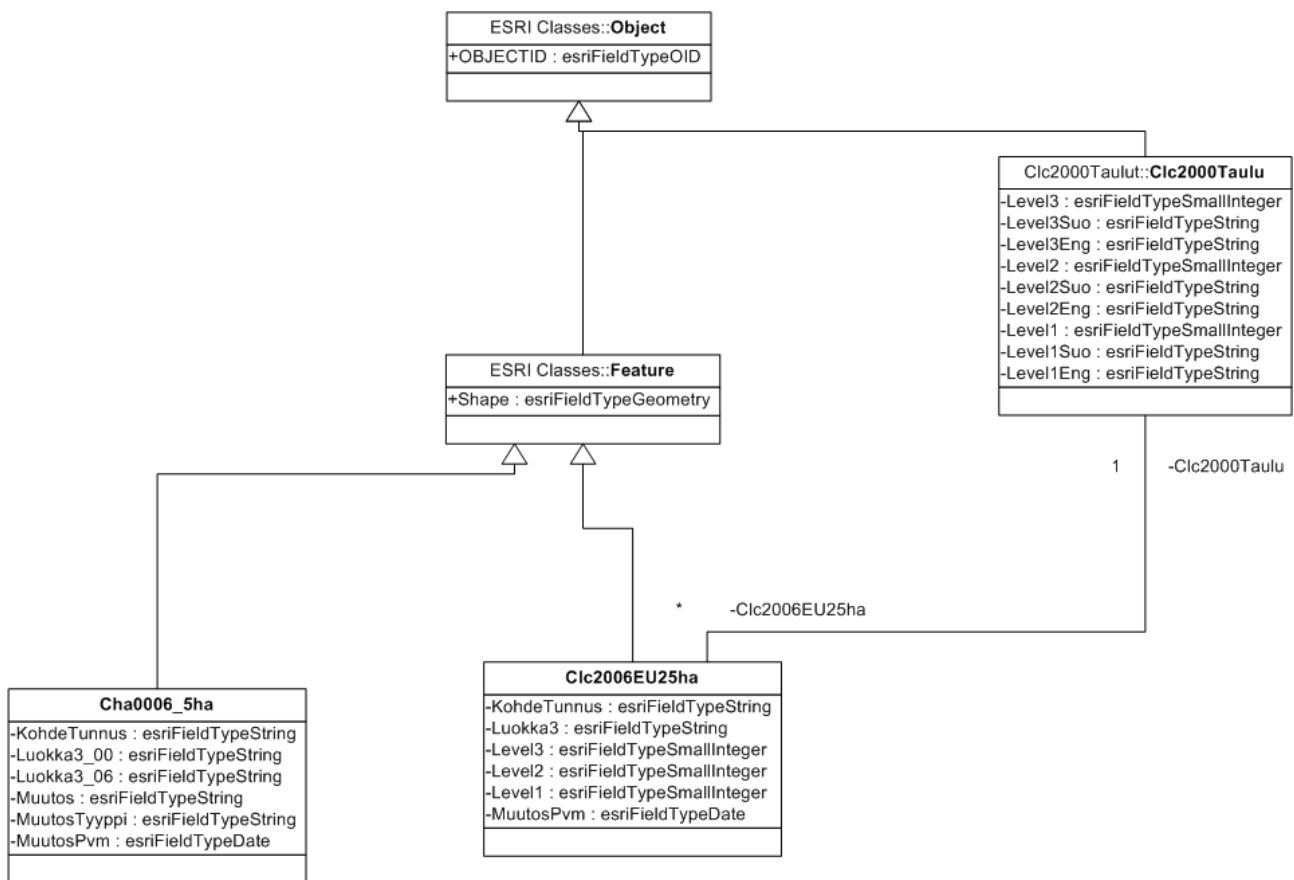 ESRI Classes::Object
+OBJECTID : esriFieldTypeOID
Clc2000Taulut::Clc2000Taulu
-Level3 : esriFieldTypeSmallInteger
-Level3Suo : esriFieldTypeString
-Level3Eng : esriFieldTypeString
-Level2 : esriFieldTypeSmallInteger
-Level2Suo : esriFieldTypeString
-Level2Eng : esriFieldTypeString
-Level1 : esriFieldTypeSmallInteger
-Level1Suo : esriFieldTypeString
-Level1Eng : esriFieldTypeString
ESRI Classes::Feature
+Shape : esriFieldTypeGeometry
1 -Clc2000Taulu
* -Clc2006EU25ha
Clc2006EU25ha
-KohdeTunnus : esriFieldTypeString
-Luokka3 : esriFieldTypeString
-Level3 : esriFieldTypeSmallInteger
-Level2 : esriFieldTypeSmallInteger
-Level1 : esriFieldTypeSmallInteger
-MuutosPvm : esriFieldTypeDate
Cha0006_5ha
-KohdeTunnus : esriFieldTypeString
-Luokka3_00 : esriFieldTypeString
-Luokka3_06 : esriFieldTypeString
-Muutos : esriFieldTypeString
-MuutosTyyppi : esriFieldTypeString
-MuutosPvm : esriFieldTypeDate